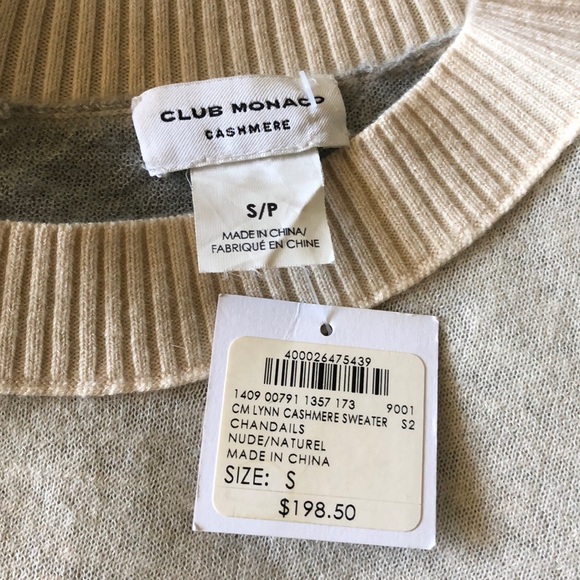 CLUB MONACO
CASHMERE
S/P
MADE IN CHINA/
FABRIQUÉ EN CHINE
400026475439
1409 00791 1357 173 9001
CM LYNN CASHMERE SWEATER S2
CHANDAILS
NUDE/NATUREL
MADE IN CHINA
SIZE: S
$198.50